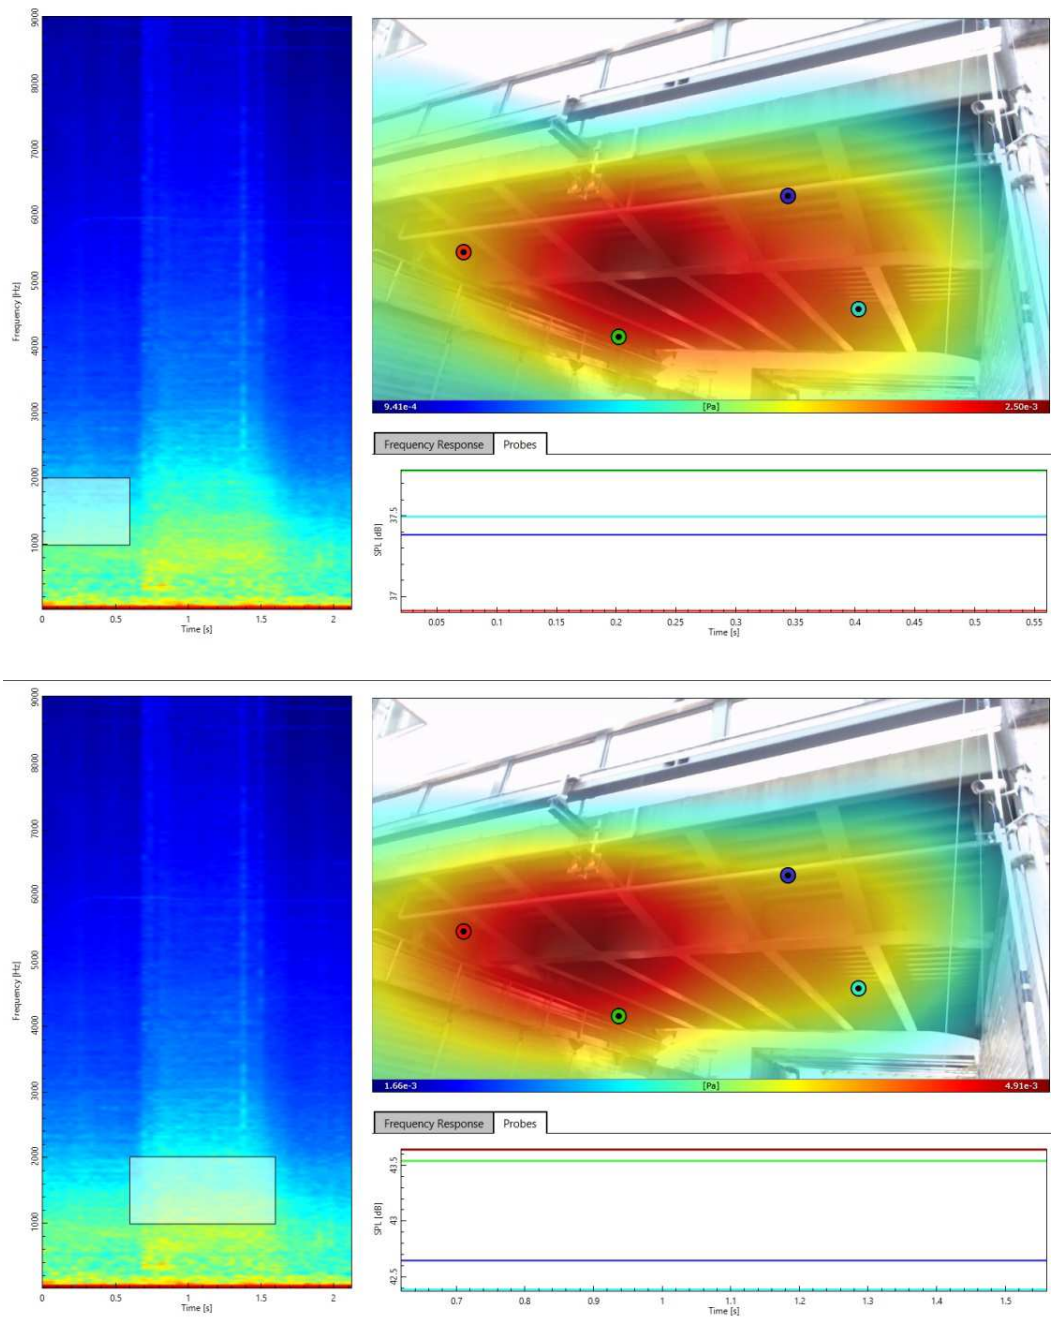 9000
8000
7000
6000
5000
4000
3000
2000
1000
Frequency [Hz]
0 0.5 1 1.5 2
Time [s]
9.41e-4 [Pa] 2.50e-3
Frequency Response Probes
37.5
37
SPL [dB]
0.05 0.1 0.15 0.2 0.25 0.3 0.35 0.4 0.45 0.5 0.55
Time [s]
9000
8000
7000
6000
5000
4000
3000
2000
1000
Frequency [Hz]
0 0.5 1 1.5 2
Time [s]
1.66e-3 [Pa] 4.91e-3
Frequency Response Probes
43.5
43
42.5
SPL [dB]
0.7 0.8 0.9 1 1.1 1.2 1.3 1.4 1.5
Time [s]